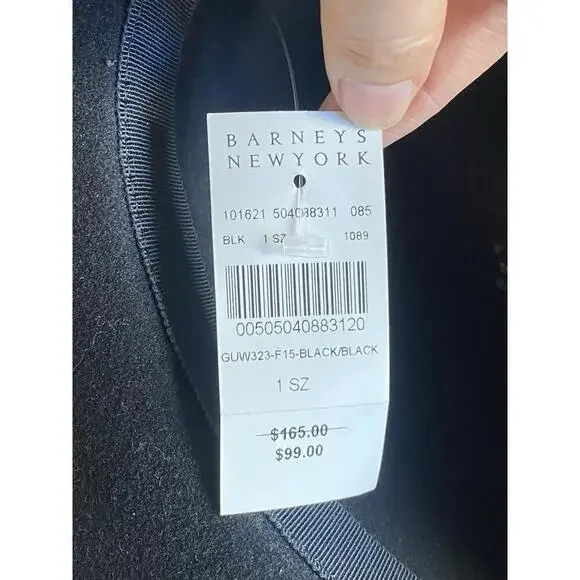 BARNEYS
NEWYORK
101621 504088311 085
BLK 1 SZ 1089
00505040883120
GUW323-F15-BLACK/BLACK
1 SZ
$165.00
$99.00